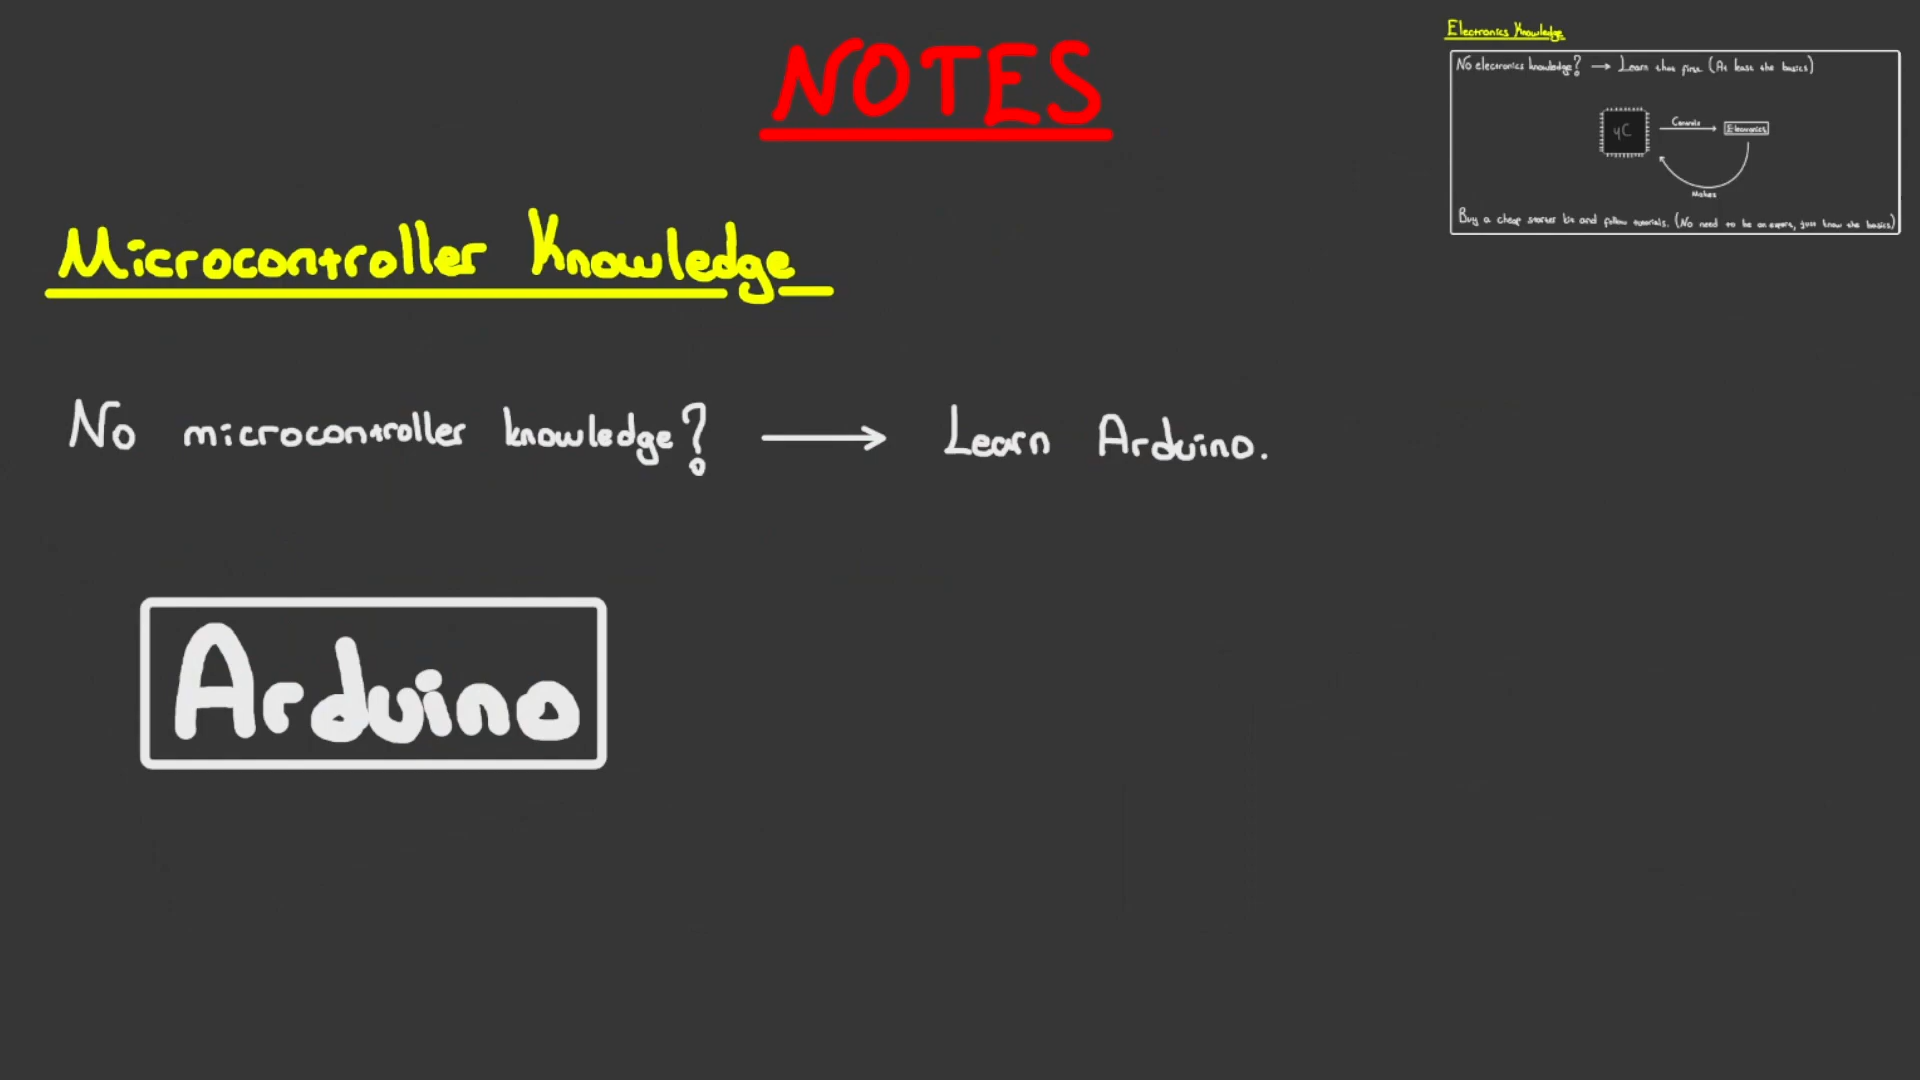 NOTES
Electronics Knowledge
No electronics knowledge? → Learn that first (At least the basics)
µC
Controls
Electronics
Makes
Buy a cheap starter kit and follow tutorials. (No need to be an expert, just know the basics)
Microcontroller Knowledge
No microcontroller knowledge? → Learn Arduino.
Arduino